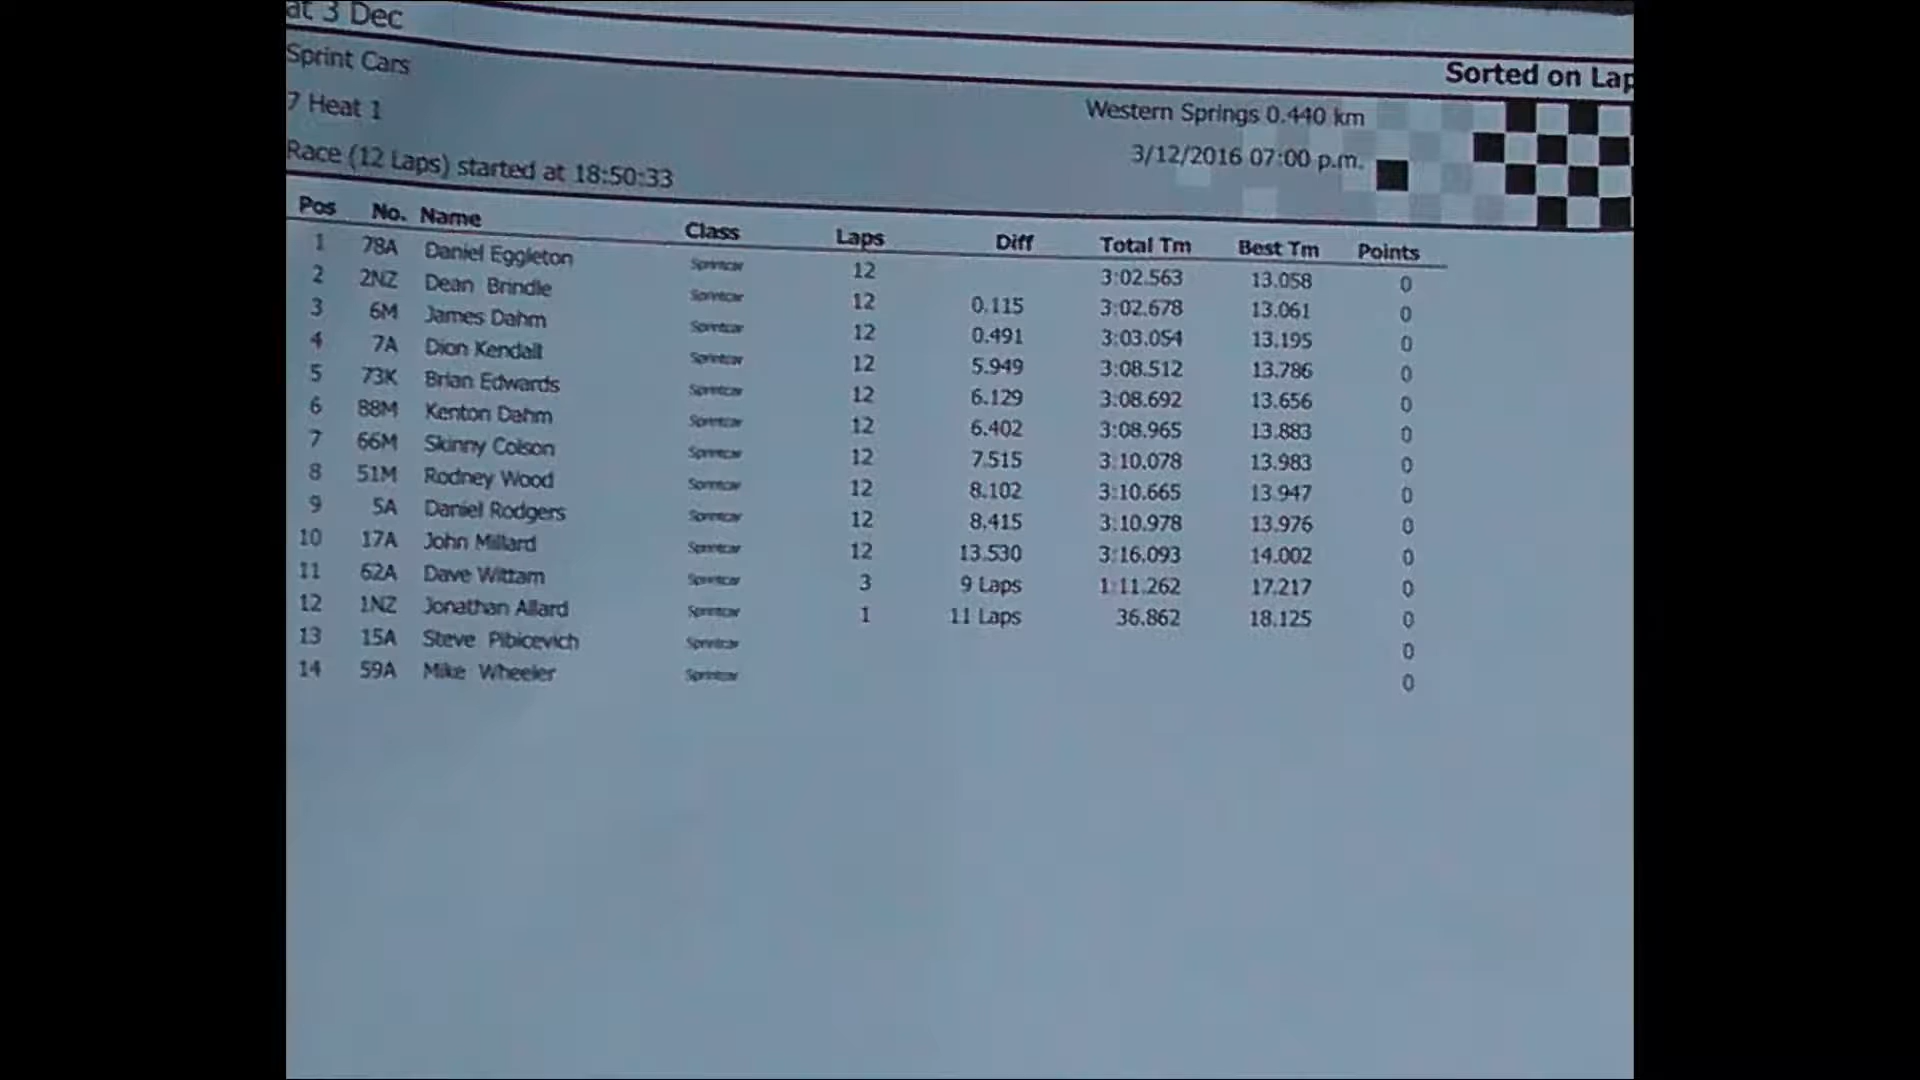 at 3 Dec
Sorted on Lap
Sprint Cars
Western Springs 0.440 km
7 Heat 1
3/12/2016 07:00 p.m.
Race (12 Laps) started at 18:50:33
Pos No. Name Class Laps Diff Total Tm Best Tm Points
1 78A Daniel Eggleton Sprintcar 12 3:02.563 13.058 0
2 2NZ Dean Brindle Sprintcar 12 0.115 3:02.678 13.061 0
3 6M James Dahm Sprintcar 12 0.491 3:03.054 13.195 0
4 7A Dion Kendall Sprintcar 12 5.949 3:08.512 13.786 0
5 73K Brian Edwards Sprintcar 12 6.129 3:08.692 13.656 0
6 88M Kenton Dahm Sprintcar 12 6.402 3:08.965 13.883 0
7 66M Skinny Colson Sprintcar 12 7.515 3:10.078 13.983 0
8 51M Rodney Wood Sprintcar 12 8.102 3:10.665 13.947 0
9 5A Daniel Rodgers Sprintcar 12 8.415 3:10.978 13.976 0
10 17A John Millard Sprintcar 12 13.530 3:16.093 14.002 0
11 62A Dave Wittam Sprintcar 3 9 Laps 1:11.262 17.217 0
12 1NZ Jonathan Allard Sprintcar 1 11 Laps 36.862 18.125 0
13 15A Steve Pibicevich Sprintcar 0
14 59A Mike Wheeler Sprintcar 0